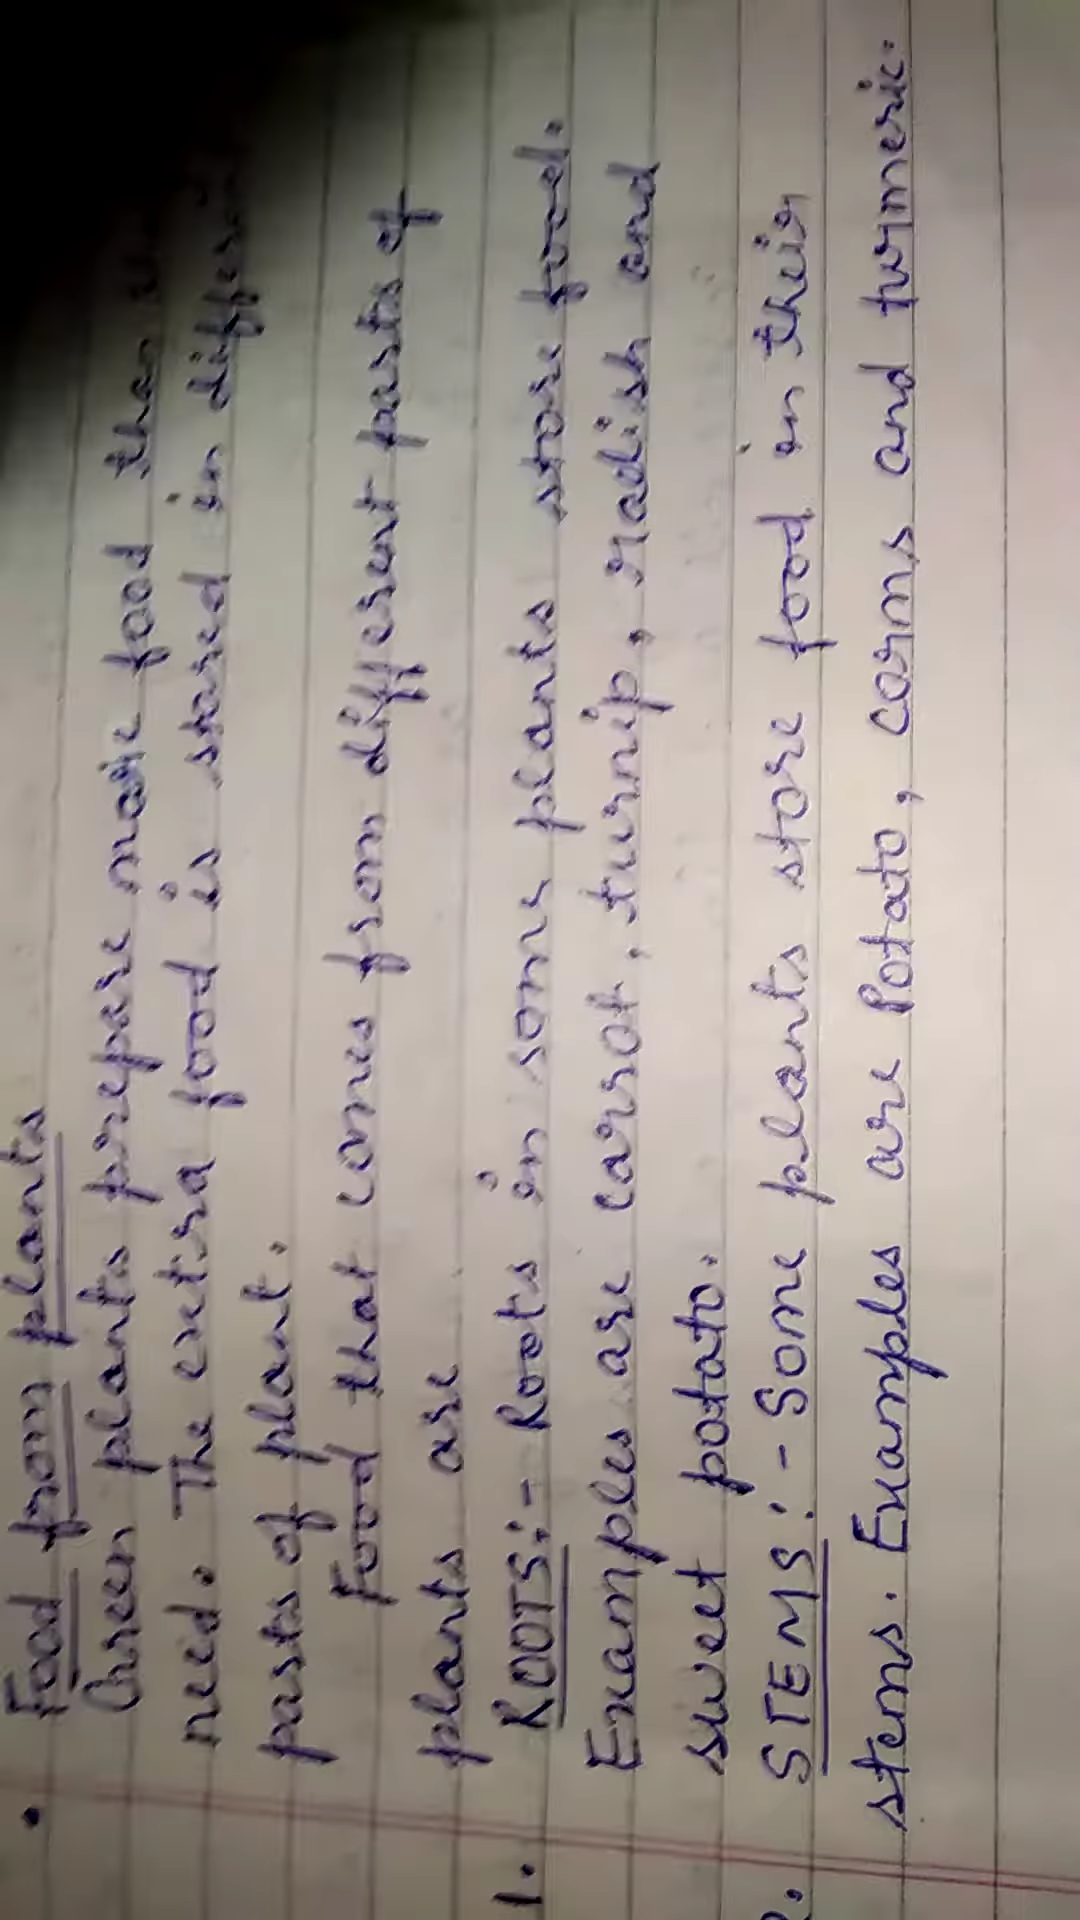 • Food from plants
Green plants prepare more food than
need. The extra food is stored in
parts of plant.
Food that comes from different parts of
plants are
1. ROOTS:- Roots in some plants store food.
Examples are carrot, turnip, radish and
sweet potato.
2. STEMS:- Some plants store food in their
stems. Examples are Potato, corms and turmeric.